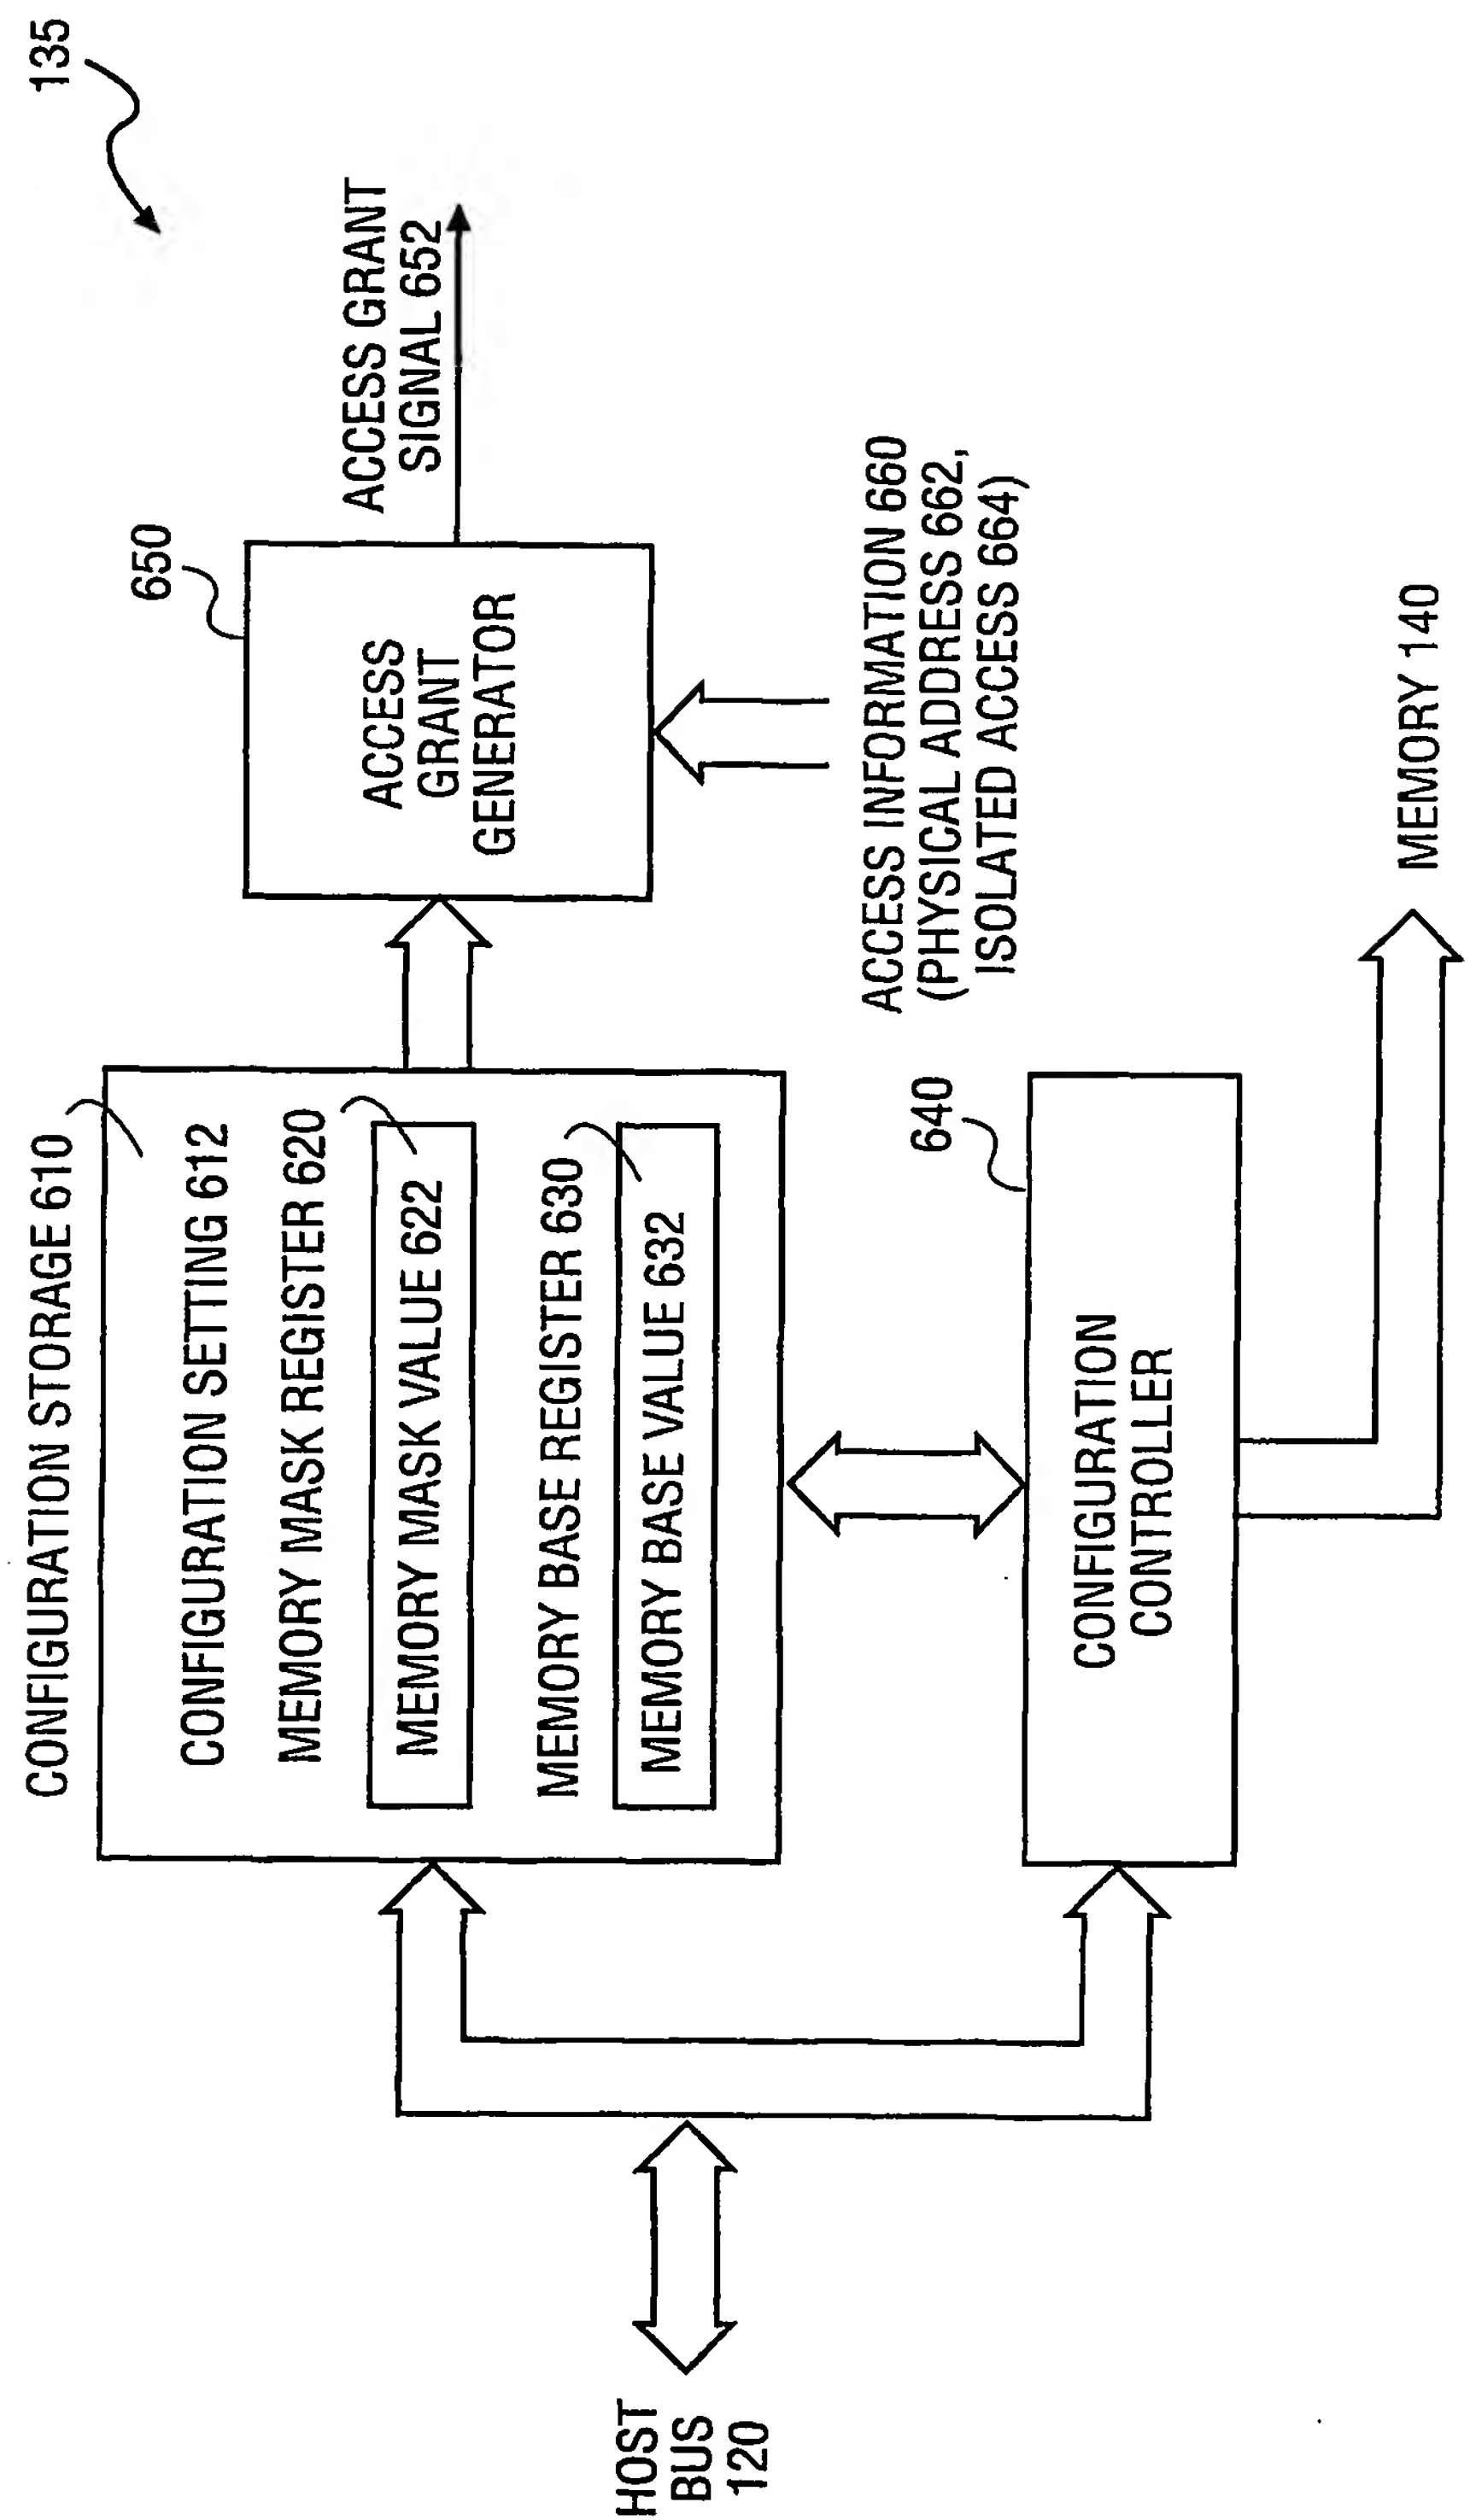 135
CONFIGURATION STORAGE 610
CONFIGURATION SETTING 612
MEMORY MASK REGISTER 620
MEMORY MASK VALUE 622
MEMORY BASE REGISTER 630
MEMORY BASE VALUE 632
650
ACCESS
GRANT
GENERATOR
ACCESS GRANT
SIGNAL 652
ACCESS INFORMATION 660
(PHYSICAL ADDRESS 662,
ISOLATED ACCESS 664)
HOST
BUS
120
640
CONFIGURATION
CONTROLLER
MEMORY 140